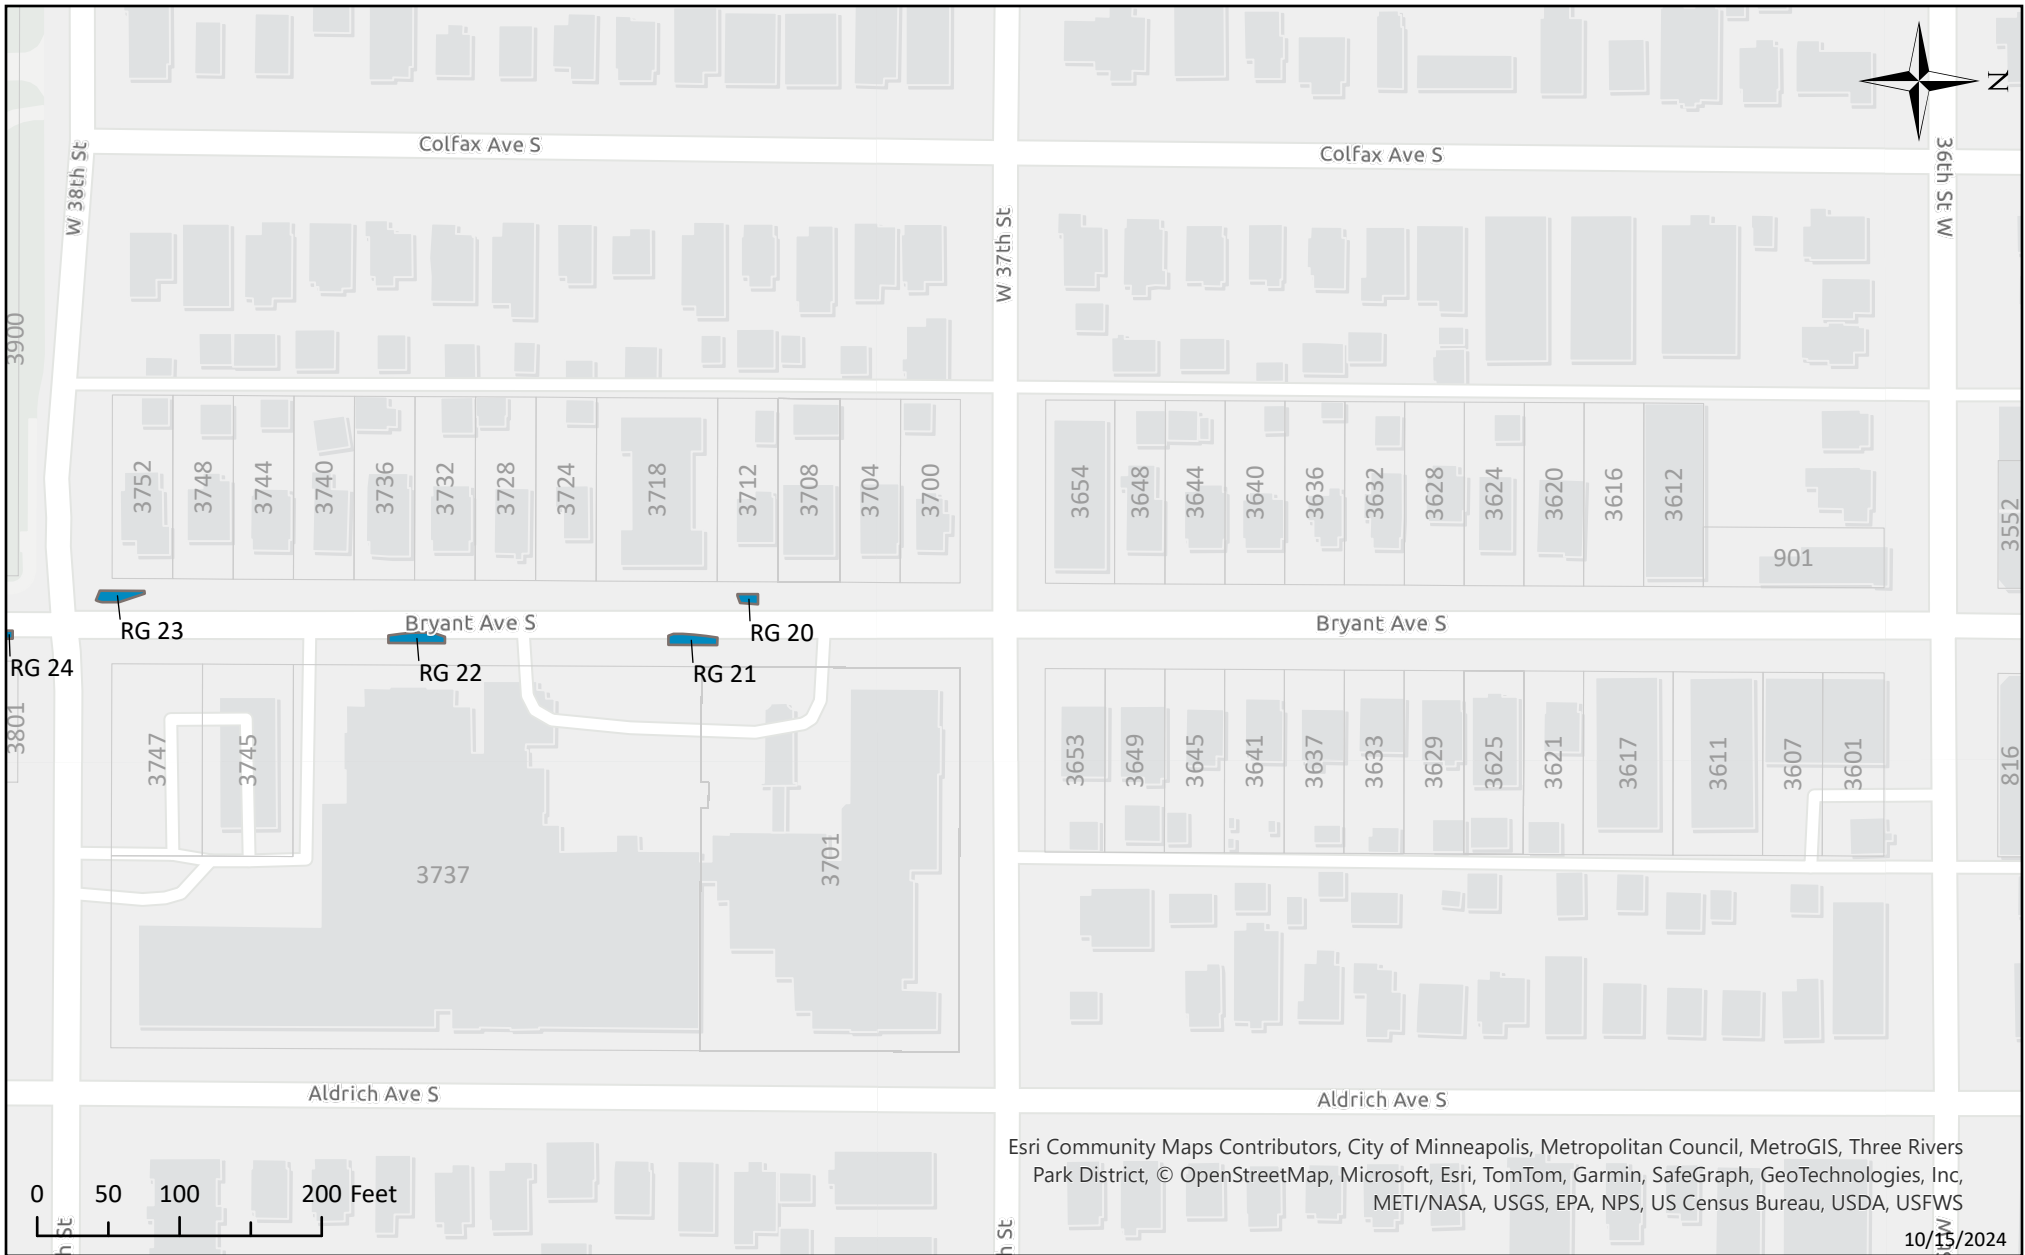 N
Colfax Ave S
Colfax Ave S
W 38th St
W 37th St
36th St W
3900
3752
3748
3744
3740
3736
3732
3728
3724
3718
3712
3708
3704
3700
3654
3648
3644
3640
3636
3632
3628
3624
3620
3616
3612
901
3552
RG 23
Bryant Ave S
RG 20
Bryant Ave S
RG 24
RG 22
RG 21
3801
3747
3745
3737
3701
3653
3649
3645
3641
3637
3633
3629
3625
3621
3617
3611
3607
3601
816
Aldrich Ave S
Aldrich Ave S
Esri Community Maps Contributors, City of Minneapolis, Metropolitan Council, MetroGIS, Three Rivers
Park District, © OpenStreetMap, Microsoft, Esri, TomTom, Garmin, SafeGraph, GeoTechnologies, Inc,
METI/NASA, USGS, EPA, NPS, US Census Bureau, USDA, USFWS
0 50 100 200 Feet
h St
h St
10/15/2024